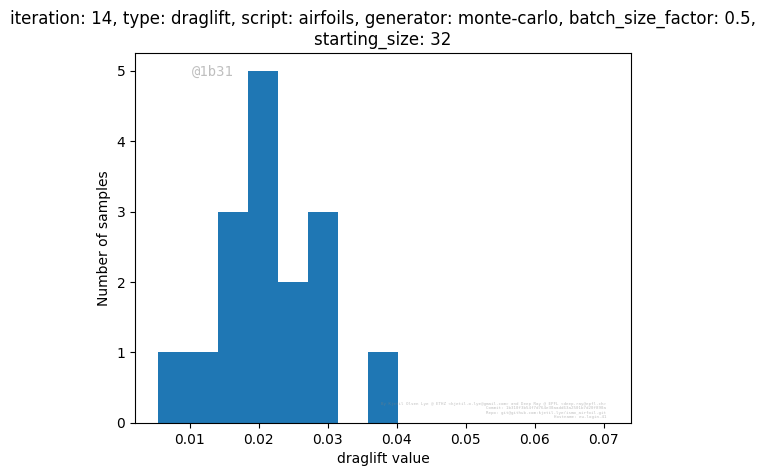 iteration: 14, type: draglift, script: airfoils, generator: monte-carlo, batch_size_factor: 0.5,
starting_size: 32
@1b31
5
4
3
2
1
0
Number of samples
0.01 0.02 0.03 0.04 0.05 0.06 0.07
draglift value